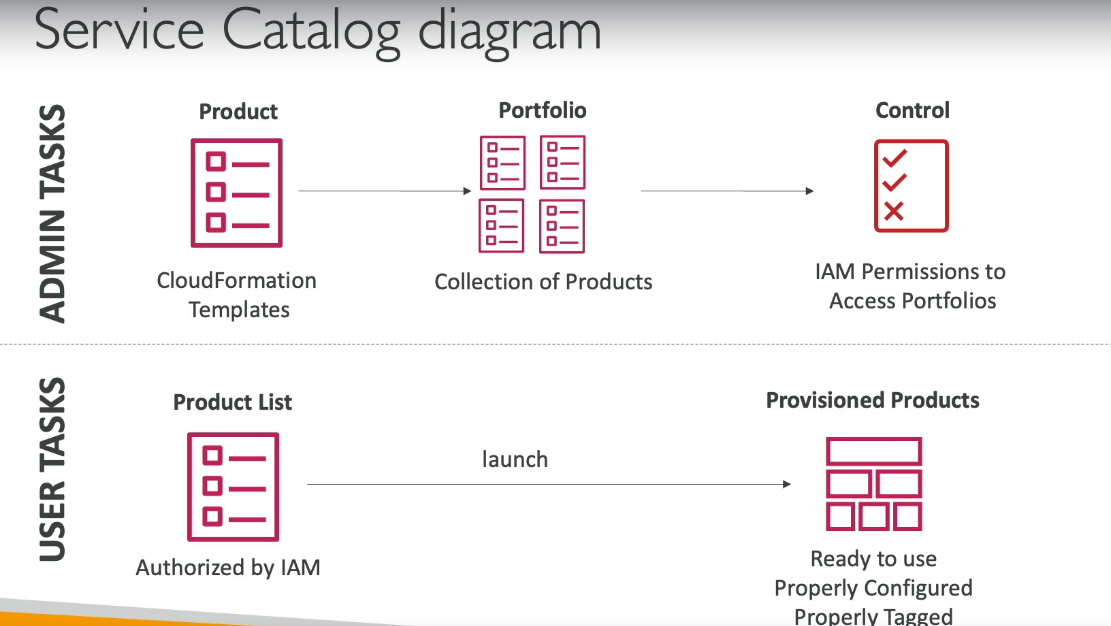 Service Catalog diagram
ADMIN TASKS
Product
Portfolio
Control
CloudFormation
Templates
Collection of Products
IAM Permissions to
Access Portfolios
USER TASKS
Product List
Provisioned Products
launch
Authorized by IAM
Ready to use
Properly Configured
Properly Tagged